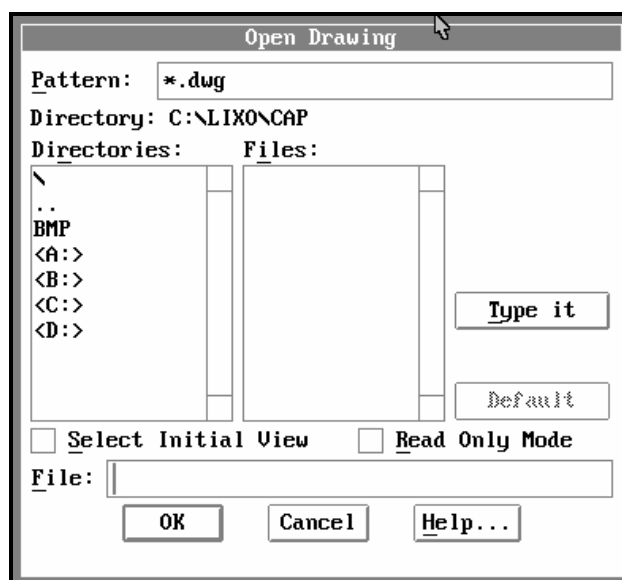 Open Drawing
Pattern: *.dwg
Directory: C:\LIXO\CAP
Directories: Files:
\
..
BMP
<A:>
<B:>
<C:>
<D:>
Type it
Default
Select Initial View Read Only Mode
File:
OK Cancel Help...